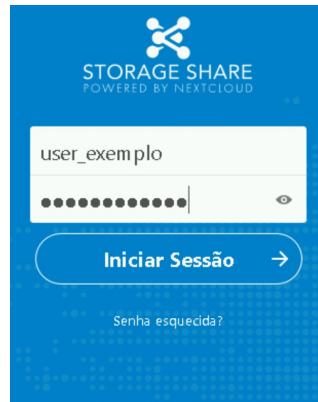 STORAGE SHARE
POWERED BY NEXTCLOUD
user_exemplo
●●●●●●●●●●●●
Iniciar Sessão
Senha esquecida?